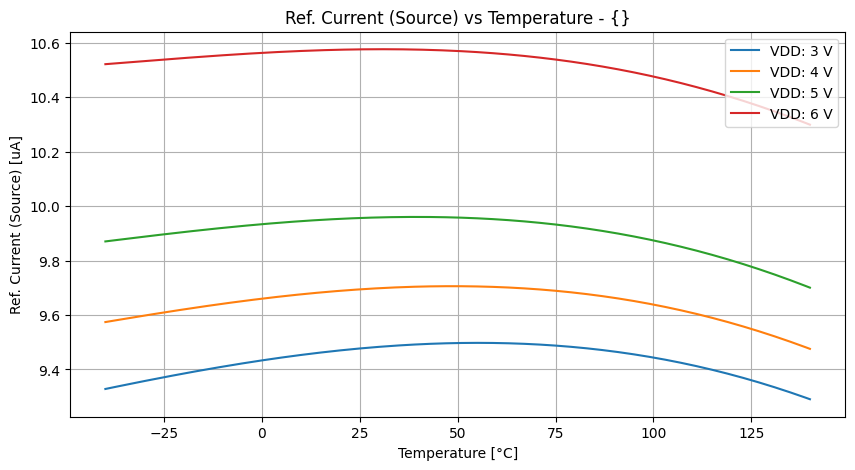 Ref. Current (Source) vs Temperature - {}
Ref. Current (Source) [uA]
10.6
10.4
10.2
10.0
9.8
9.6
9.4
VDD: 3 V
VDD: 4 V
VDD: 5 V
VDD: 6 V
−25
0
25
50
75
100
125
Temperature [°C]